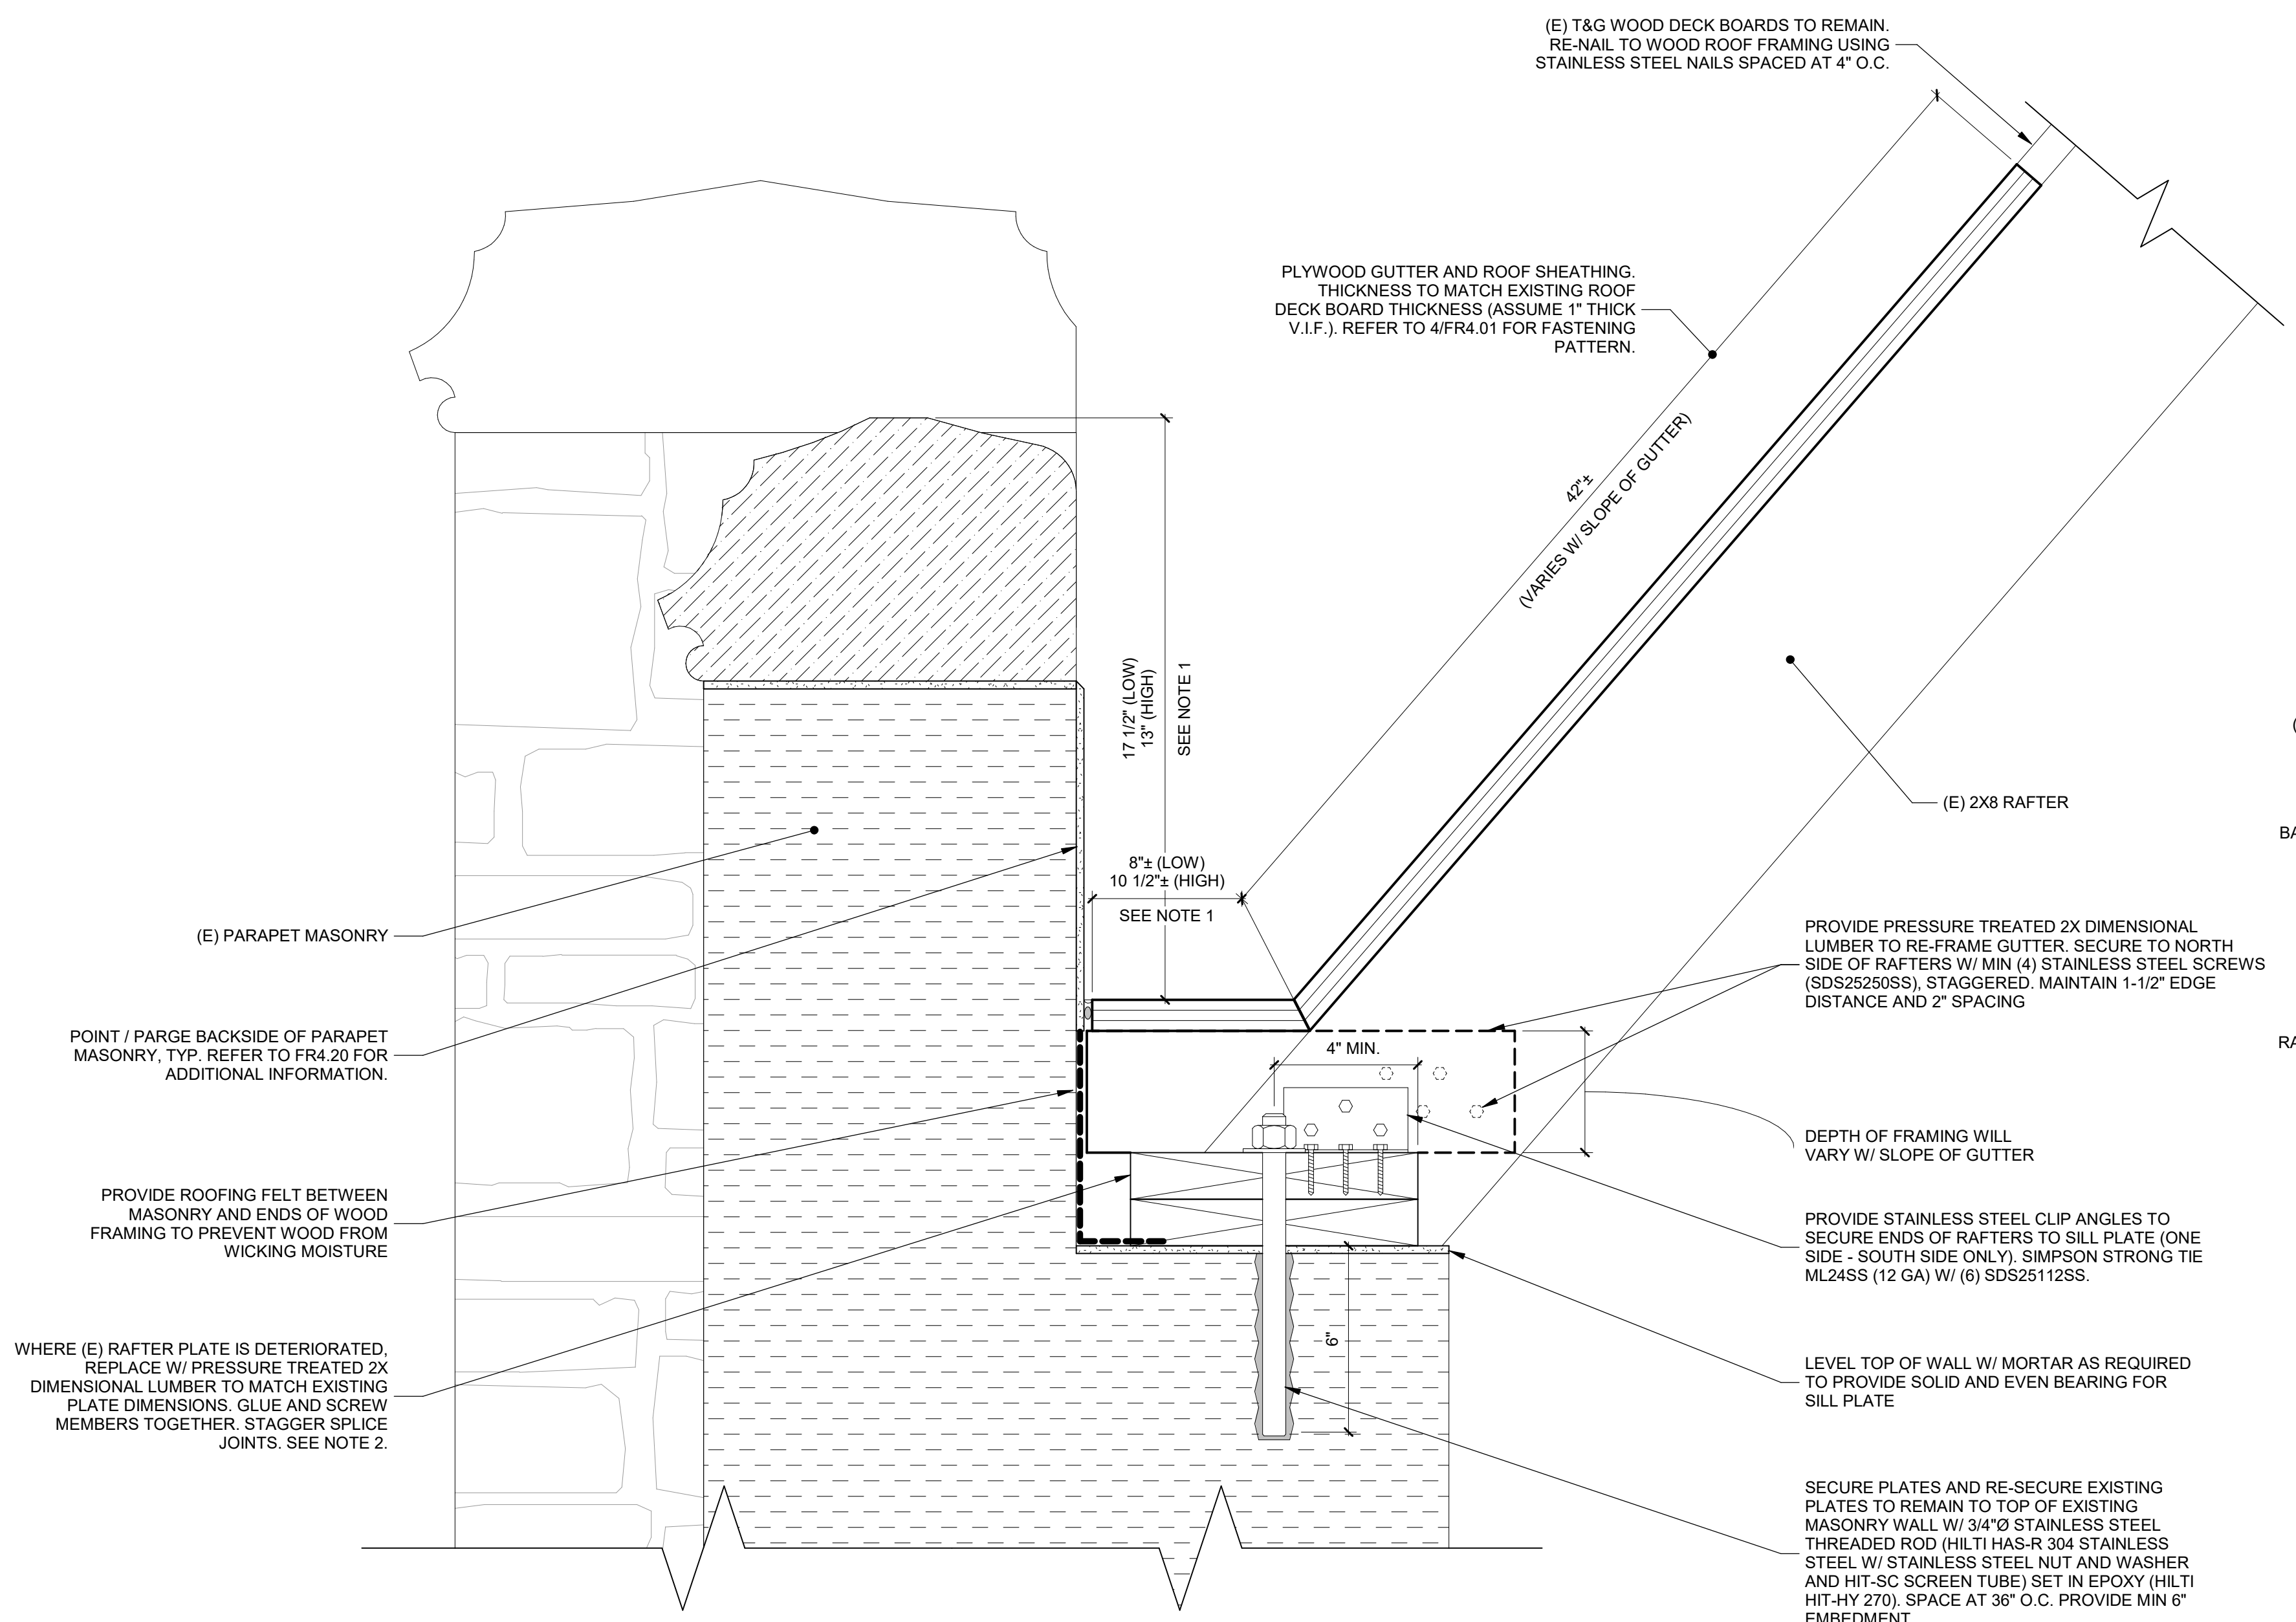 (E) T&G WOOD DECK BOARDS TO REMAIN.
RE-NAIL TO WOOD ROOF FRAMING USING
STAINLESS STEEL NAILS SPACED AT 4" O.C.
PLYWOOD GUTTER AND ROOF SHEATHING.
THICKNESS TO MATCH EXISTING ROOF
DECK BOARD THICKNESS (ASSUME 1" THICK
V.I.F.). REFER TO 4/FR4.01 FOR FASTENING
PATTERN.
42"±
(VARIES W/ SLOPE OF GUTTER)
17 1/2" (LOW)
13" (HIGH)
SEE NOTE 1
8"± (LOW)
10 1/2"± (HIGH)
SEE NOTE 1
(E) 2X8 RAFTER
(E) PARAPET MASONRY
POINT / PARGE BACKSIDE OF PARAPET
MASONRY, TYP. REFER TO FR4.20 FOR
ADDITIONAL INFORMATION.
PROVIDE ROOFING FELT BETWEEN
MASONRY AND ENDS OF WOOD
FRAMING TO PREVENT WOOD FROM
WICKING MOISTURE
WHERE (E) RAFTER PLATE IS DETERIORATED,
REPLACE W/ PRESSURE TREATED 2X
DIMENSIONAL LUMBER TO MATCH EXISTING
PLATE DIMENSIONS. GLUE AND SCREW
MEMBERS TOGETHER. STAGGER SPLICE
JOINTS. SEE NOTE 2.
4" MIN.
6"
PROVIDE PRESSURE TREATED 2X DIMENSIONAL
LUMBER TO RE-FRAME GUTTER. SECURE TO NORTH
SIDE OF RAFTERS W/ MIN (4) STAINLESS STEEL SCREWS
(SDS25250SS), STAGGERED. MAINTAIN 1-1/2" EDGE
DISTANCE AND 2" SPACING
DEPTH OF FRAMING WILL
VARY W/ SLOPE OF GUTTER
PROVIDE STAINLESS STEEL CLIP ANGLES TO
SECURE ENDS OF RAFTERS TO SILL PLATE (ONE
SIDE - SOUTH SIDE ONLY). SIMPSON STRONG TIE
ML24SS (12 GA) W/ (6) SDS25112SS.
LEVEL TOP OF WALL W/ MORTAR AS REQUIRED
TO PROVIDE SOLID AND EVEN BEARING FOR
SILL PLATE
SECURE PLATES AND RE-SECURE EXISTING
PLATES TO REMAIN TO TOP OF EXISTING
MASONRY WALL W/ 3/4"Ø STAINLESS STEEL
THREADED ROD (HILTI HAS-R 304 STAINLESS
STEEL W/ STAINLESS STEEL NUT AND WASHER
AND HIT-SC SCREEN TUBE) SET IN EPOXY (HILTI
HIT-HY 270). SPACE AT 36" O.C. PROVIDE MIN 6"
EMBEDMENT
(
BA
RA